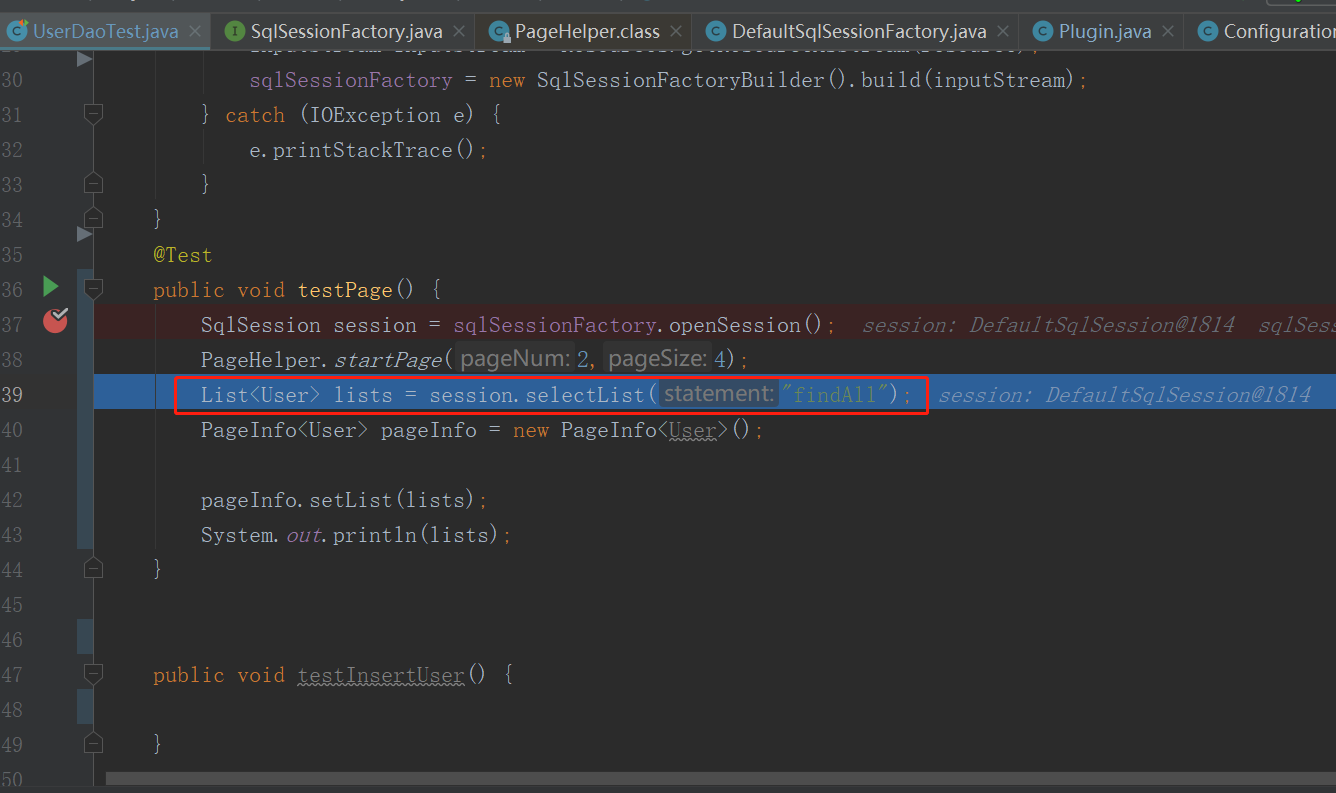 UserDaoTest.java SqlSessionFactory.java PageHelper.class DefaultSqlSessionFactory.java Plugin.java Configuration
30 sqlSessionFactory = new SqlSessionFactoryBuilder().build(inputStream);
31 } catch (IOException e) {
32 e.printStackTrace();
33 }
34 }
35 @Test
36 public void testPage() {
37 SqlSession session = sqlSessionFactory.openSession(); session: DefaultSqlSession@1814 sqlSess
38 PageHelper.startPage( pageNum: 2, pageSize: 4);
39 List<User> lists = session.selectList( statement: "findAll"); session: DefaultSqlSession@1814
40 PageInfo<User> pageInfo = new PageInfo<User>();
41
42 pageInfo.setList(lists);
43 System.out.println(lists);
44 }
45
46
47 public void testInsertUser() {
48
49 }
50